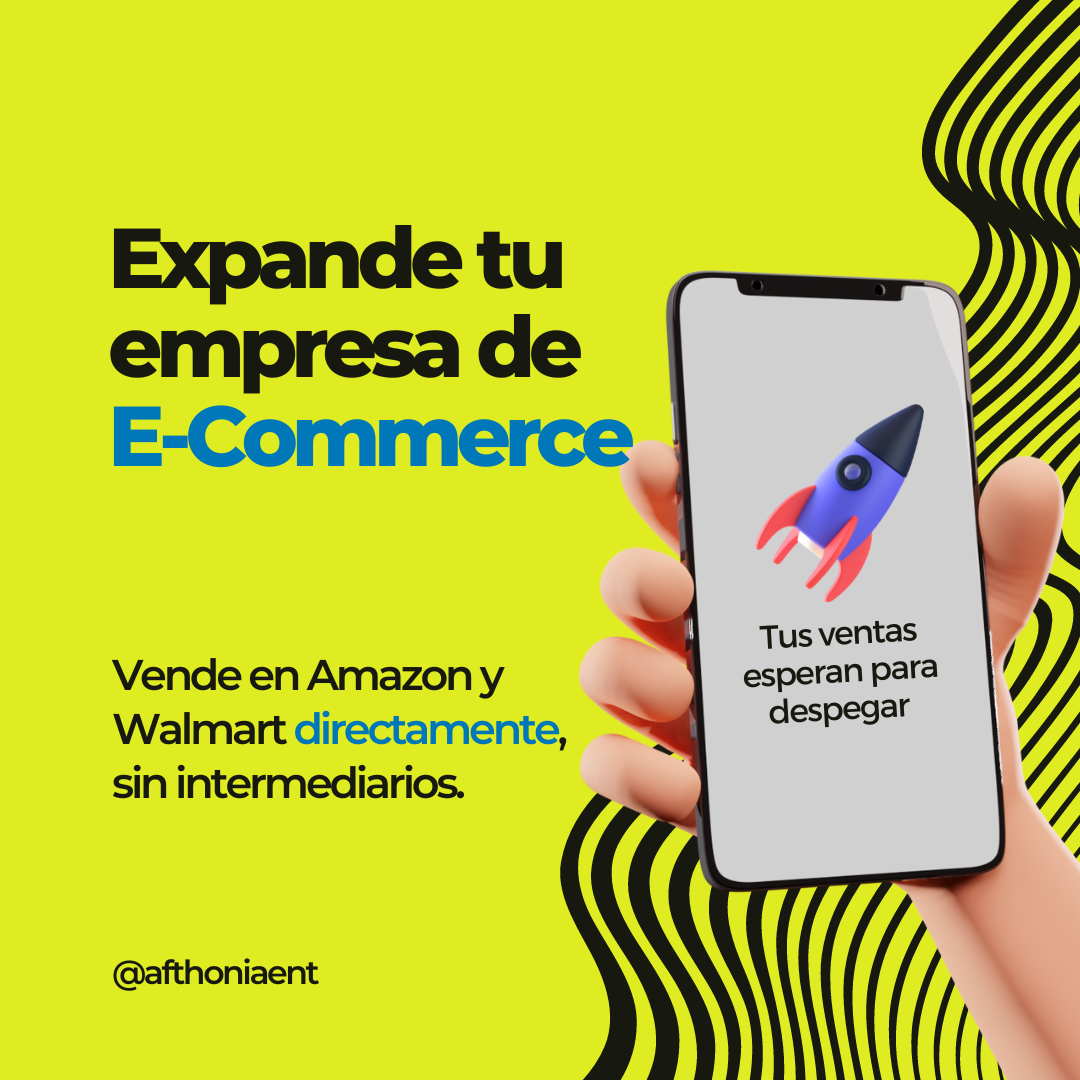 Expande tu
empresa de
E-Commerce
Vende en Amazon y
Walmart directamente,
sin intermediarios.
Tus ventas
esperan para
despegar
@afthoniaent